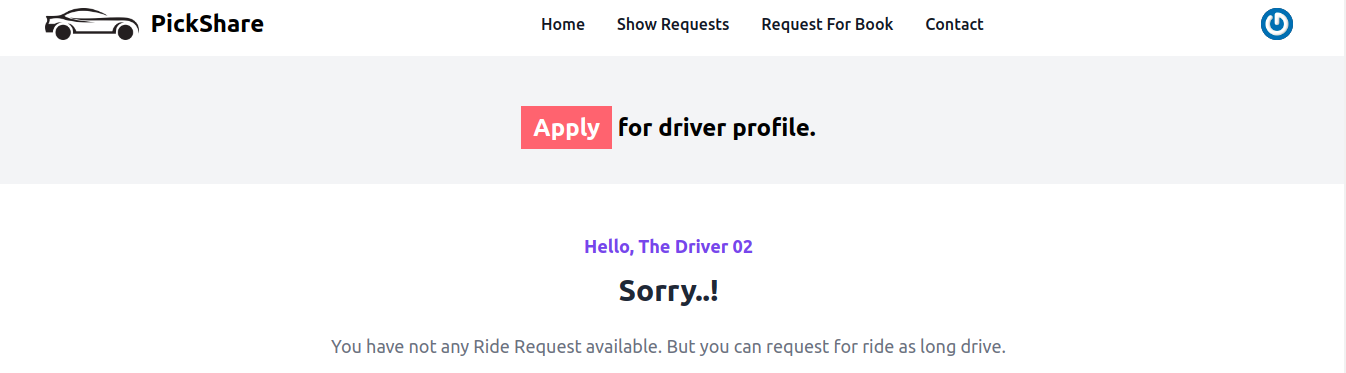 PickShare Home Show Requests Request For Book Contact
Apply for driver profile.
Hello, The Driver 02
Sorry..!
You have not any Ride Request available. But you can request for ride as long drive.